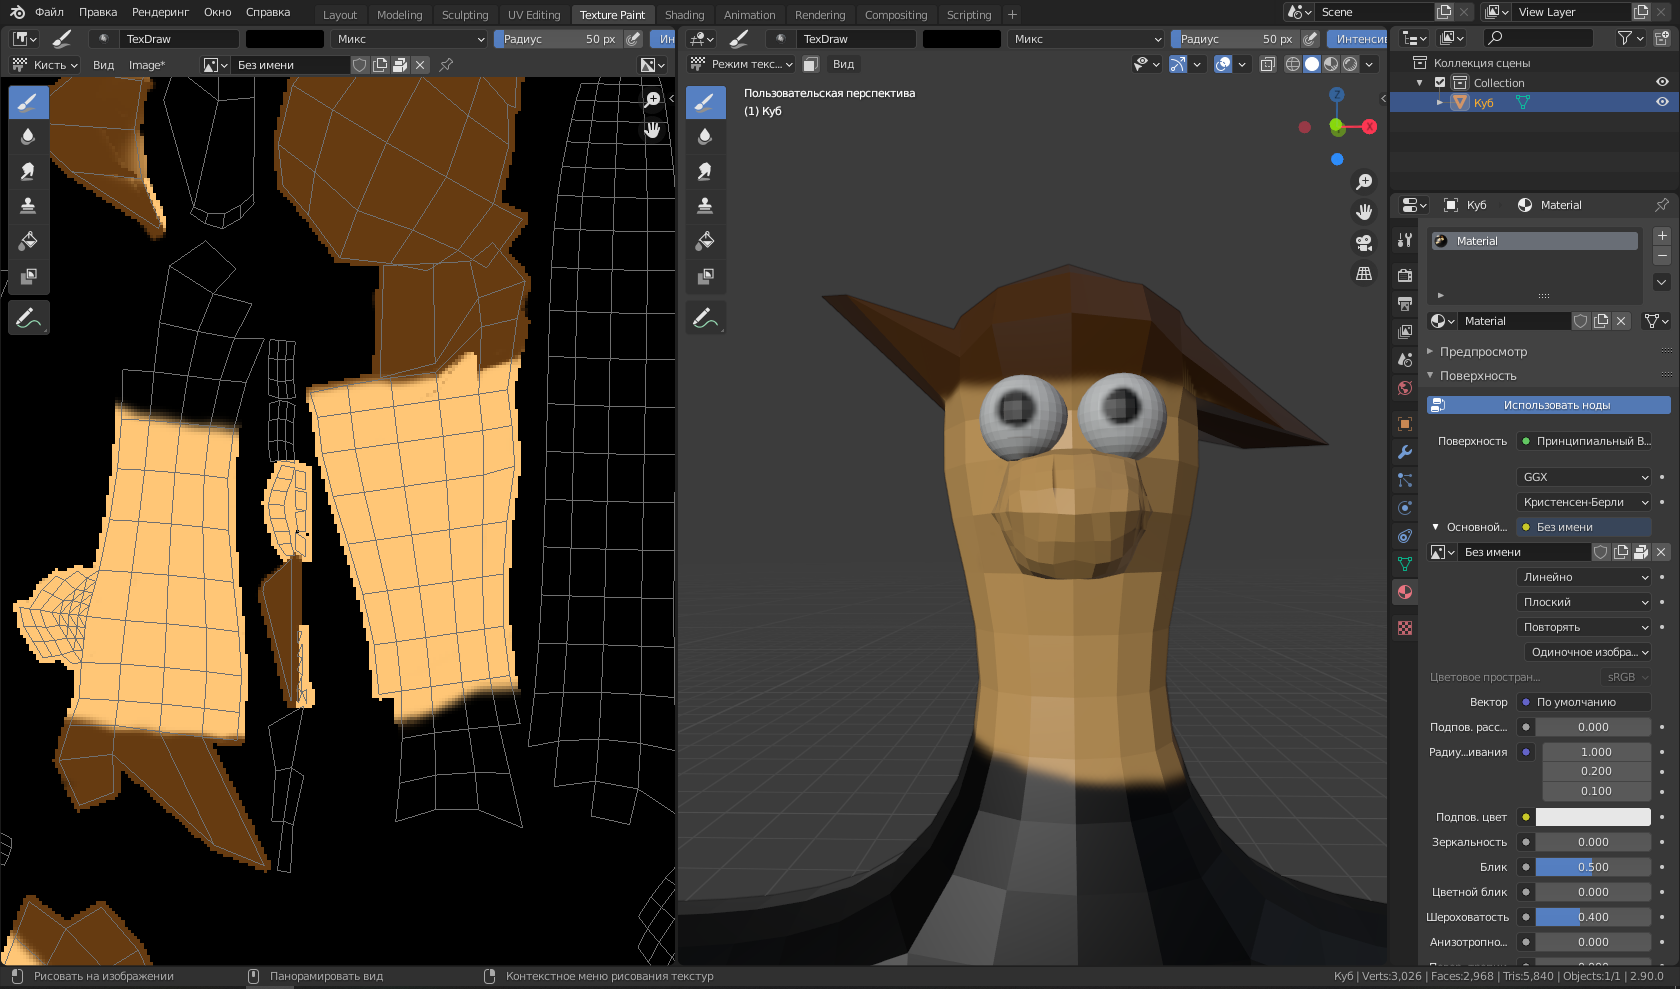 Файл Правка Рендеринг Окно Справка Layout Modeling Sculpting UV Editing Texture Paint Shading Animation Rendering Compositing Scripting + Scene View Layer
TexDraw Микс Радиус 50 px Ин TexDraw Микс Радиус 50 px Интенсив
Кисть Вид Image* Без имени Режим текс... Вид
Коллекция сцены
Collection
Куб
Пользовательская перспектива
(1) Куб
Z
X
Куб Material
Material
Material
Предпросмотр
Поверхность
Использовать ноды
Поверхность Принципиальный B...
GGX
Кристенсен-Берли
Основной... Без имени
Без имени
Линейно
Плоский
Повторять
Одиночное изобра...
Цветовое простран... sRGB
Вектор По умолчанию
Подпов. расс... 0.000
Радиу...ивания 1.000
0.200
0.100
Подпов. цвет
Зеркальность 0.000
Блик 0.500
Цветной блик 0.000
Шероховатость 0.400
Анизотропно... 0.000
Рисовать на изображении Панорамировать вид Контекстное меню рисования текстур Куб | Verts:3,026 | Faces:2,968 | Tris:5,840 | Objects:1/1 | 2.90.0